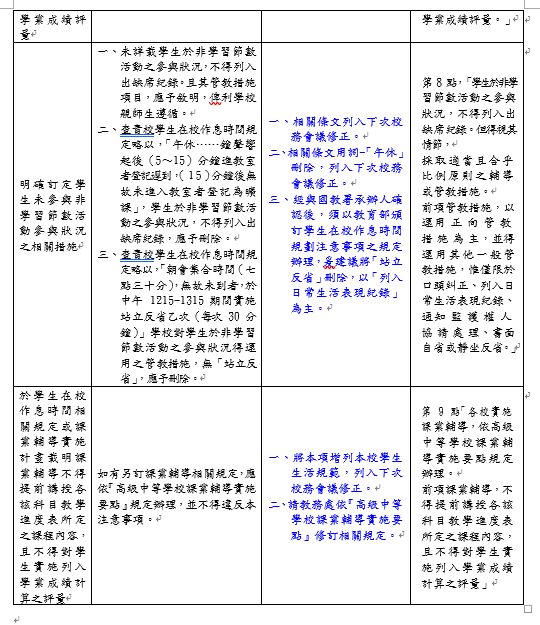 學業成績評
量
學業成績評量。」
明確訂定學
生未參與非
學習節數活
動參與狀況
之相關措施
一、未詳載學生於非學習節數
活動之參與狀況，不得列入
出缺席紀錄。且其管教措施
項目，應予敘明，俾利學校
親師生遵循。
二、查貴校學生在校作息時間規
定略以，「午休……鐘聲響
起後（5～15）分鐘進教室
者登記遲到，(15)分鐘後無
故未進入教室者登記為曠
課」，學生於非學習節數活
動之參與狀況，不得列入出
缺席紀錄，應予刪除。
三、查貴校學生在校作息時間規
定略以，「朝會集合時間（七
點三十分），無故未到者，於
中午 1215-1315 期間實施
站立反省乙次（每次 30 分
鐘)」學校對學生於非學習
節數活動之參與狀況得運
用之管教措施，無「站立反
省」，應予刪除。
一、相關條文列入下次校
務會議修正。
二、相關條文用詞-「午休」
刪除，列入下次校務
會議修正。
三、經與國教署承辦人確
認後，須以教育部頒
訂學生在校作息時間
規劃注意事項之規定
辦理，爰建議將「站立
反省」刪除，以「列入
日常生活表現紀錄」
為主。
第 8 點，「學生於非學
習節數活動之參與
狀況，不得列入出
缺席紀錄。但得視其
情節，
採取適當且合乎
比例原則之輔導
或管教措施。
前項管教措施，以
運用正向管教
措施為主，並得
運用其他一般管
教措施，惟僅限於
口頭糾正、列入日
常生活表現紀錄、
通知監護權人
協請處理、書面
自省或靜坐反省。」
於學生在校
作息時間相
關規定或課
業輔導實施
計畫載明課
業輔導不得
提前講授各
該科目教學
進度表所定
之課程內容，
且不得對學
生實施列入
學業成績計
算之評量
如有另訂課業輔導相關規定，應
依『高級中等學校課業輔導實施
要點』規定辦理，並不得違反本
注意事項。
一、將本項增列本校學生
生活規範，列入下次
校務會議修正。
二、請教務處依『高級中等
學校課業輔導實施要
點』修訂相關規定。
第 9 點「各校實施
課業輔導，依高級
中等學校課業輔
導實施要點規定
辦理。
前項課業輔導，不
得提前講授各該
科目教學進度表
所定之課程內容，
且不得對學生實
施列入學業成績
計算之評量」